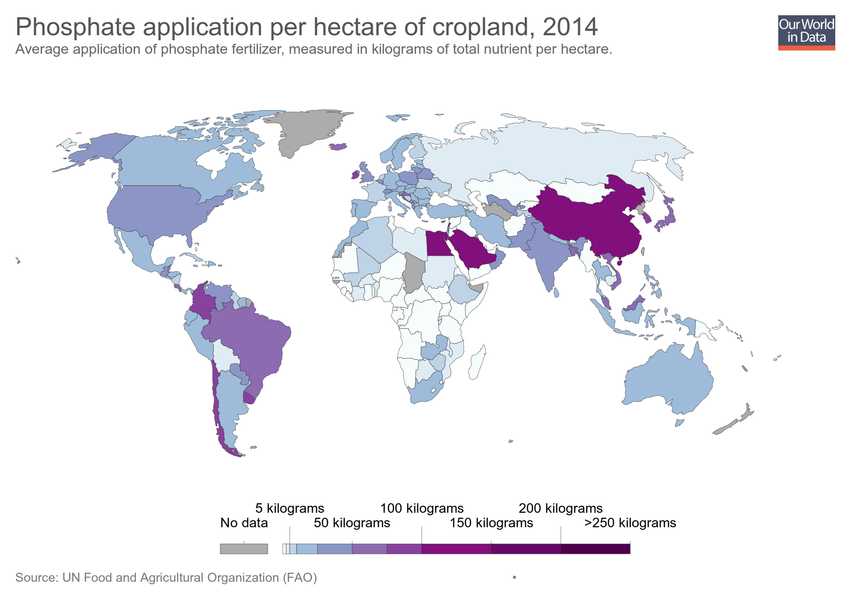 Phosphate application per hectare of cropland, 2014
Average application of phosphate fertilizer, measured in kilograms of total nutrient per hectare.
Our World
in Data
5 kilograms
100 kilograms
200 kilograms
No data
50 kilograms
150 kilograms
>250 kilograms
Source: UN Food and Agricultural Organization (FAO)